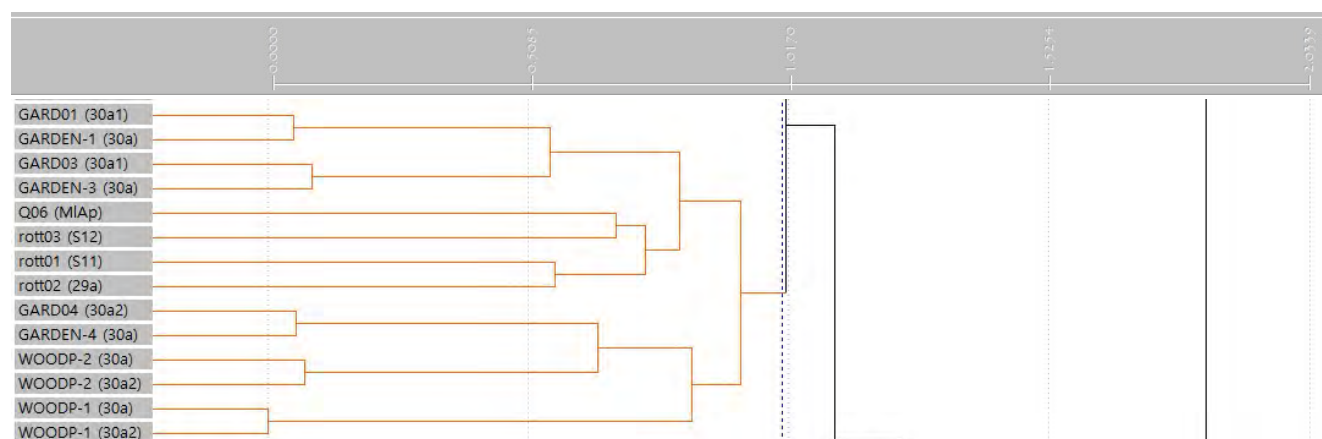 0.0000
0.5085
1.0170
1.5254
2.0339
GARD01 (30a1)
GARDEN-1 (30a)
GARD03 (30a1)
GARDEN-3 (30a)
Q06 (MlAp)
rott03 (S12)
rott01 (S11)
rott02 (29a)
GARD04 (30a2)
GARDEN-4 (30a)
WOODP-2 (30a)
WOODP-2 (30a2)
WOODP-1 (30a)
WOODP-1 (30a2)